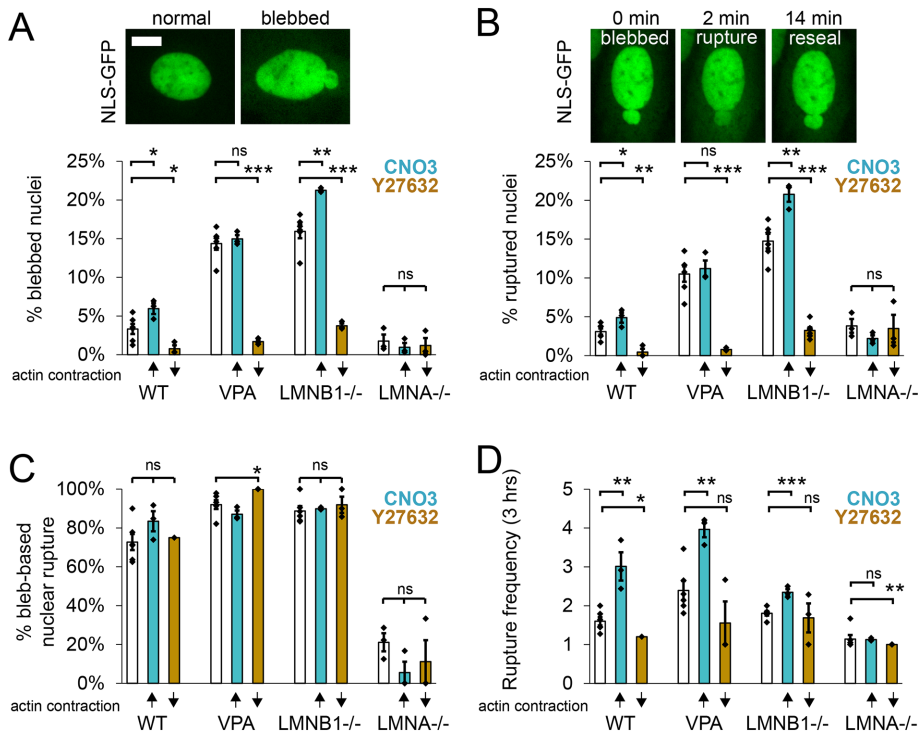 A
normal
blebbed
NLS-GFP
% blebbed nuclei
25%
20%
15%
10%
5%
0%
*
*
ns
***
**
***
ns
CNO3
Y27632
actin contraction
WT
VPA
LMNB1-/-
LMNA-/-
B
0 min
2 min
14 min
blebbed
rupture
reseal
NLS-GFP
% ruptured nuclei
25%
20%
15%
10%
5%
0%
*
**
ns
***
**
***
ns
CNO3
Y27632
actin contraction
WT
VPA
LMNB1-/-
LMNA-/-
C
% bleb-based
nuclear rupture
100%
80%
60%
40%
20%
0%
ns
*
ns
ns
CNO3
Y27632
actin contraction
WT
VPA
LMNB1-/-
LMNA-/-
D
Rupture frequency (3 hrs)
5
4
3
2
1
0
**
*
**
ns
***
ns
ns
**
CNO3
Y27632
actin contraction
WT
VPA
LMNB1-/-
LMNA-/-